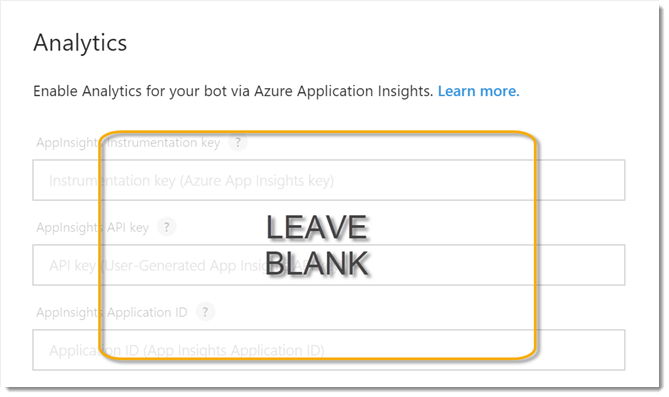 Analytics
Enable Analytics for your bot via Azure Application Insights. Learn more.
AppInsights Instrumentation key ?
Instrumentation key (Azure App Insights key)
AppInsights API key ?
LEAVE
BLANK
API key (User-Generated App Insights
AppInsights Application ID ?
Application ID (App Insights Application ID)